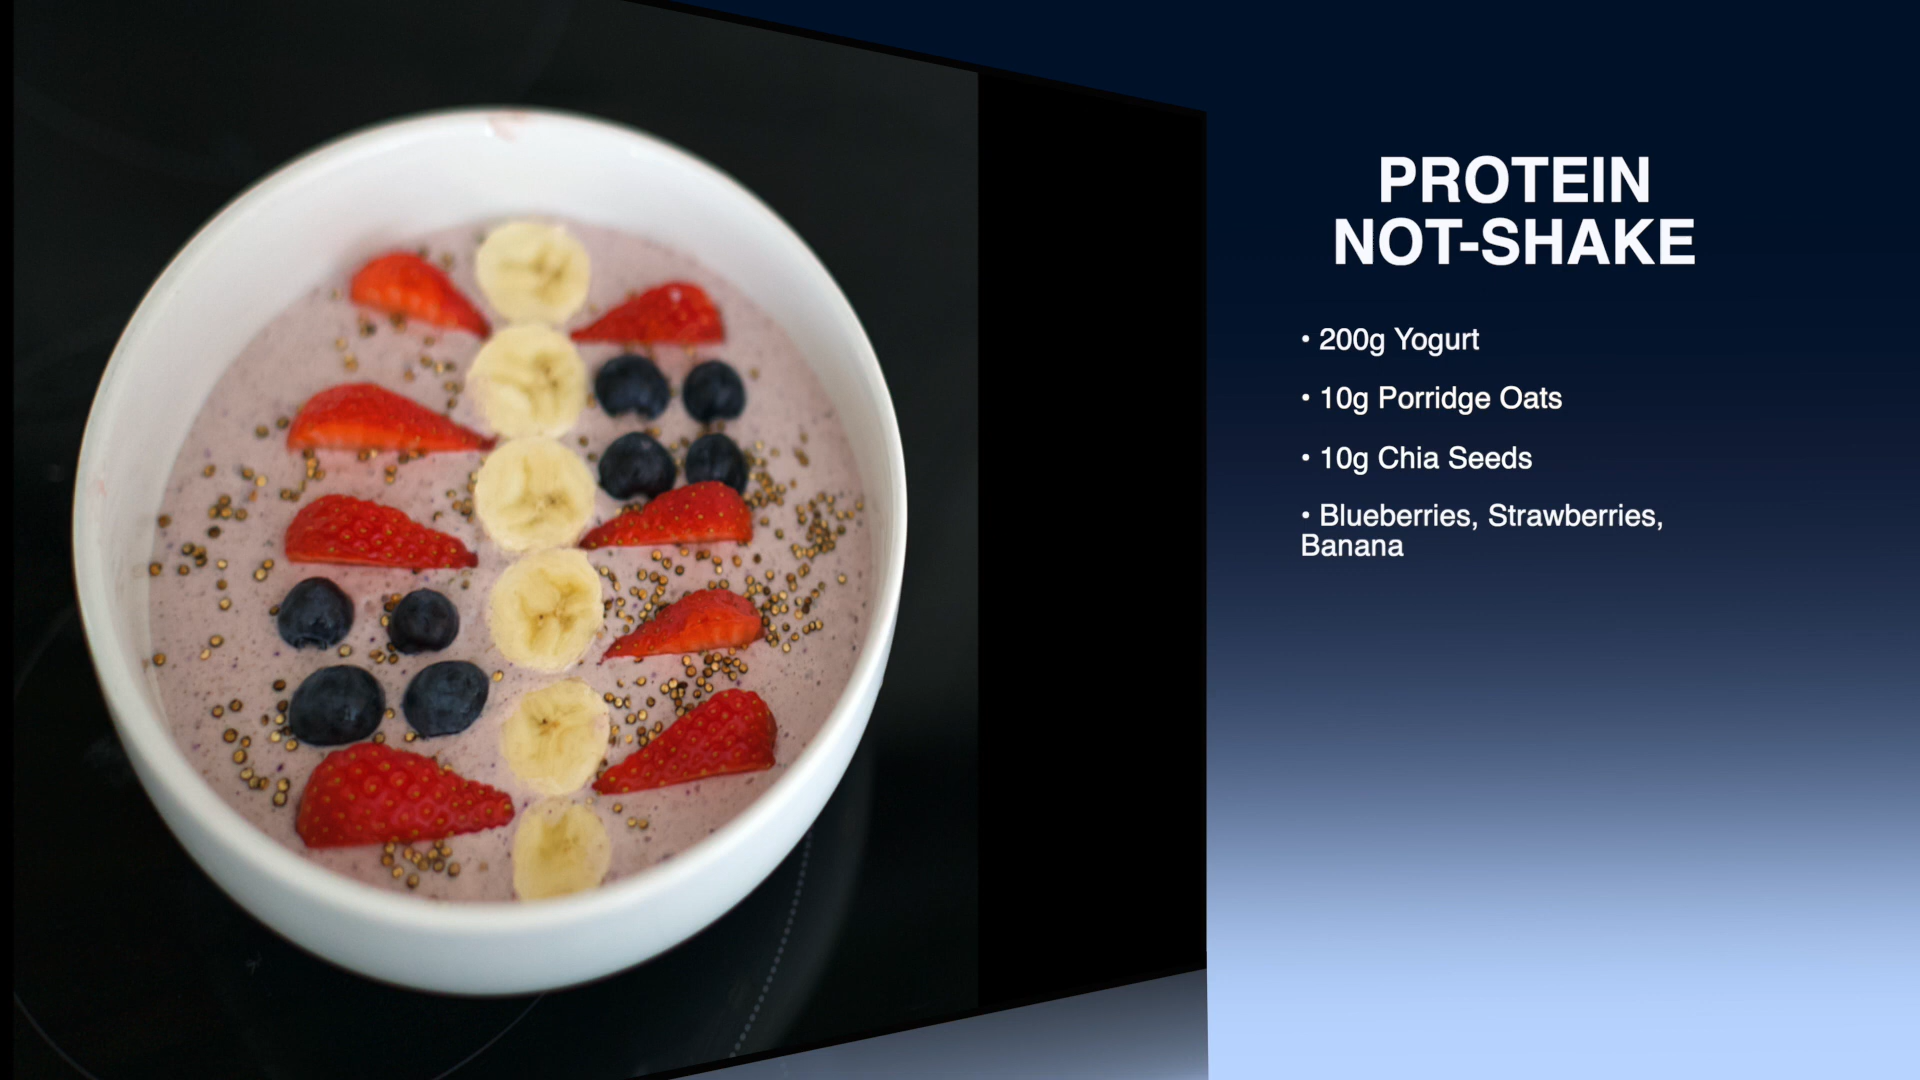 PROTEIN
NOT-SHAKE
• 200g Yogurt
• 10g Porridge Oats
• 10g Chia Seeds
• Blueberries, Strawberries,
Banana